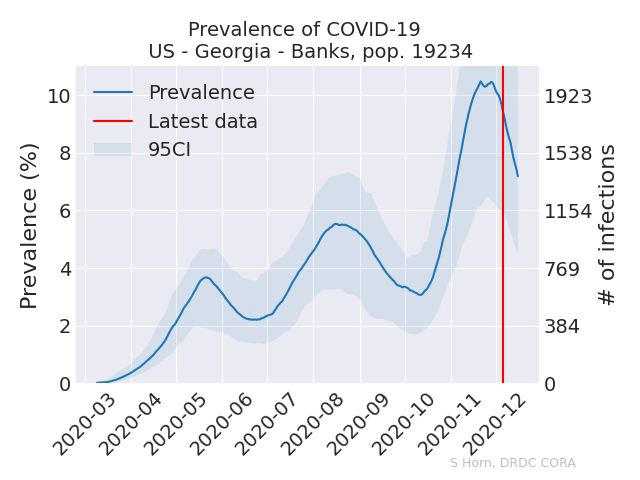 Prevalence of COVID-19
US - Georgia - Banks, pop. 19234
Prevalence
Latest data
95CI
Prevalence (%)
10
8
6
4
2
0
1923
1538
1154
769
384
0
# of infections
2020-03
2020-04
2020-05
2020-06
2020-07
2020-08
2020-09
2020-10
2020-11
2020-12
S Horn, DRDC CORA